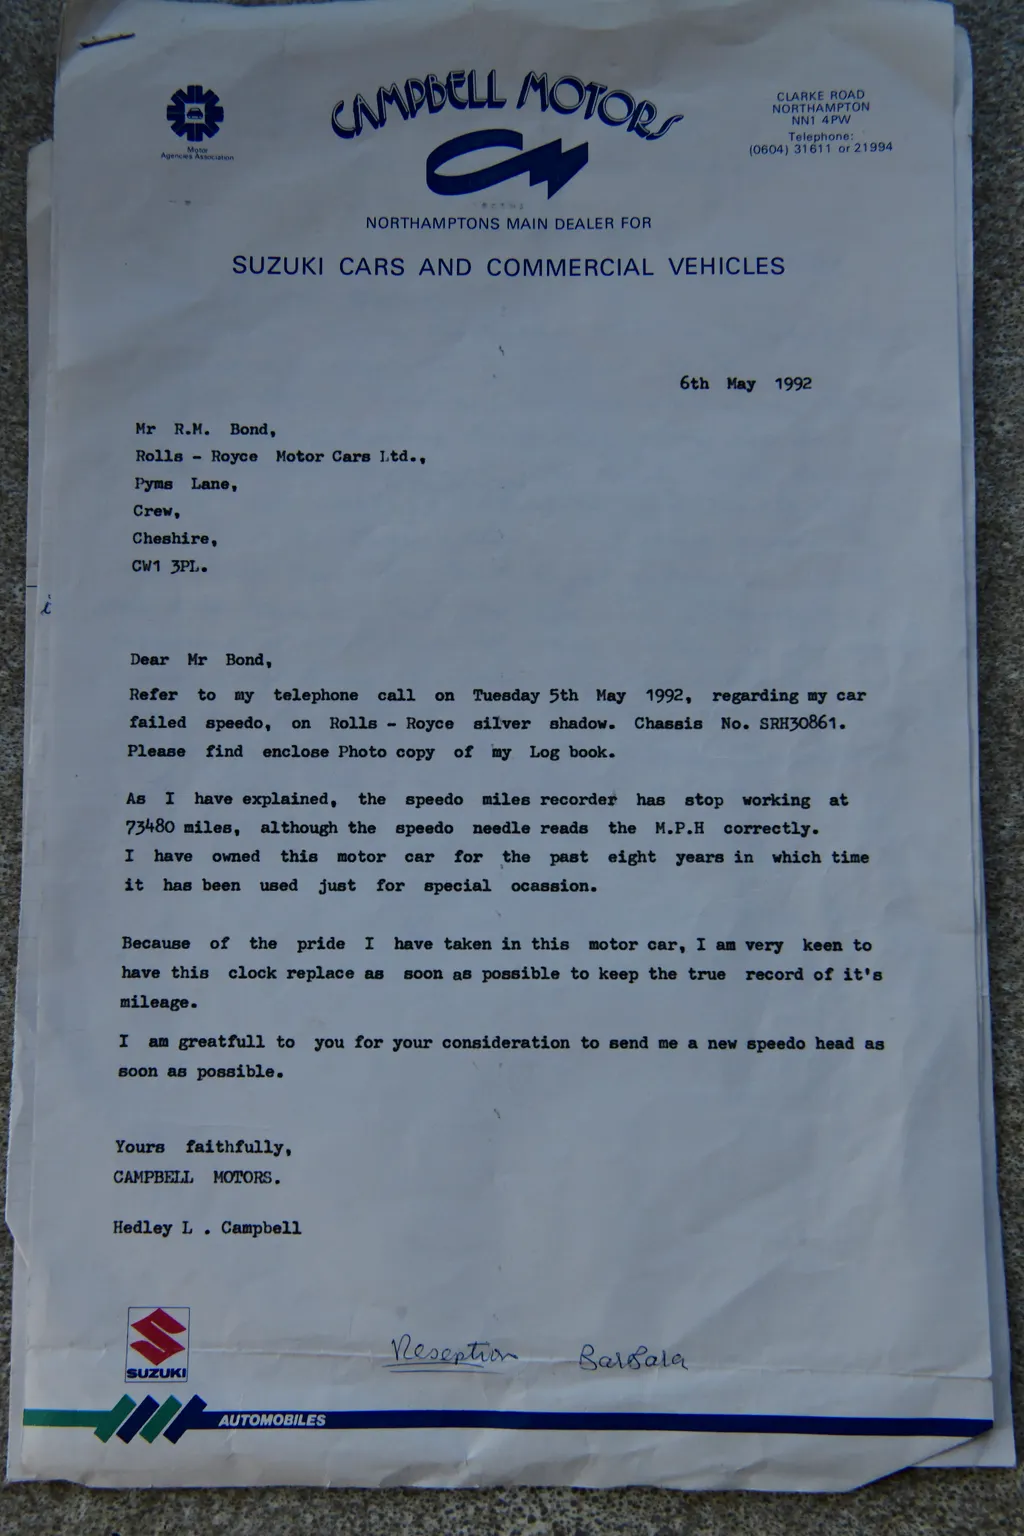 CAMPBELL MOTORS
Motor
Agencies Association
CLARKE ROAD
NORTHAMPTON
NN1 4PW
Telephone:
(0604) 31611 or 21994
NORTHAMPTONS MAIN DEALER FOR
SUZUKI CARS AND COMMERCIAL VEHICLES
6th May 1992
Mr R.M. Bond,
Rolls - Royce Motor Cars Ltd.,
Pyms Lane,
Crew,
Cheshire,
CW1 3PL.
i
Dear Mr Bond,
Refer to my telephone call on Tuesday 5th May 1992, regarding my car
failed speedo, on Rolls - Royce silver shadow. Chassis No. SRH30861.
Please find enclose Photo copy of my Log book.
As I have explained, the speedo miles recorder has stop working at
73480 miles, although the speedo needle reads the M.P.H correctly.
I have owned this motor car for the past eight years in which time
it has been used just for special ocassion.
Because of the pride I have taken in this motor car, I am very keen to
have this clock replace as soon as possible to keep the true record of it's
mileage.
I am greatfull to you for your consideration to send me a new speedo head as
soon as possible.
Yours faithfully,
CAMPBELL MOTORS.
Hedley L . Campbell
Reseption Barbara
SUZUKI
AUTOMOBILES